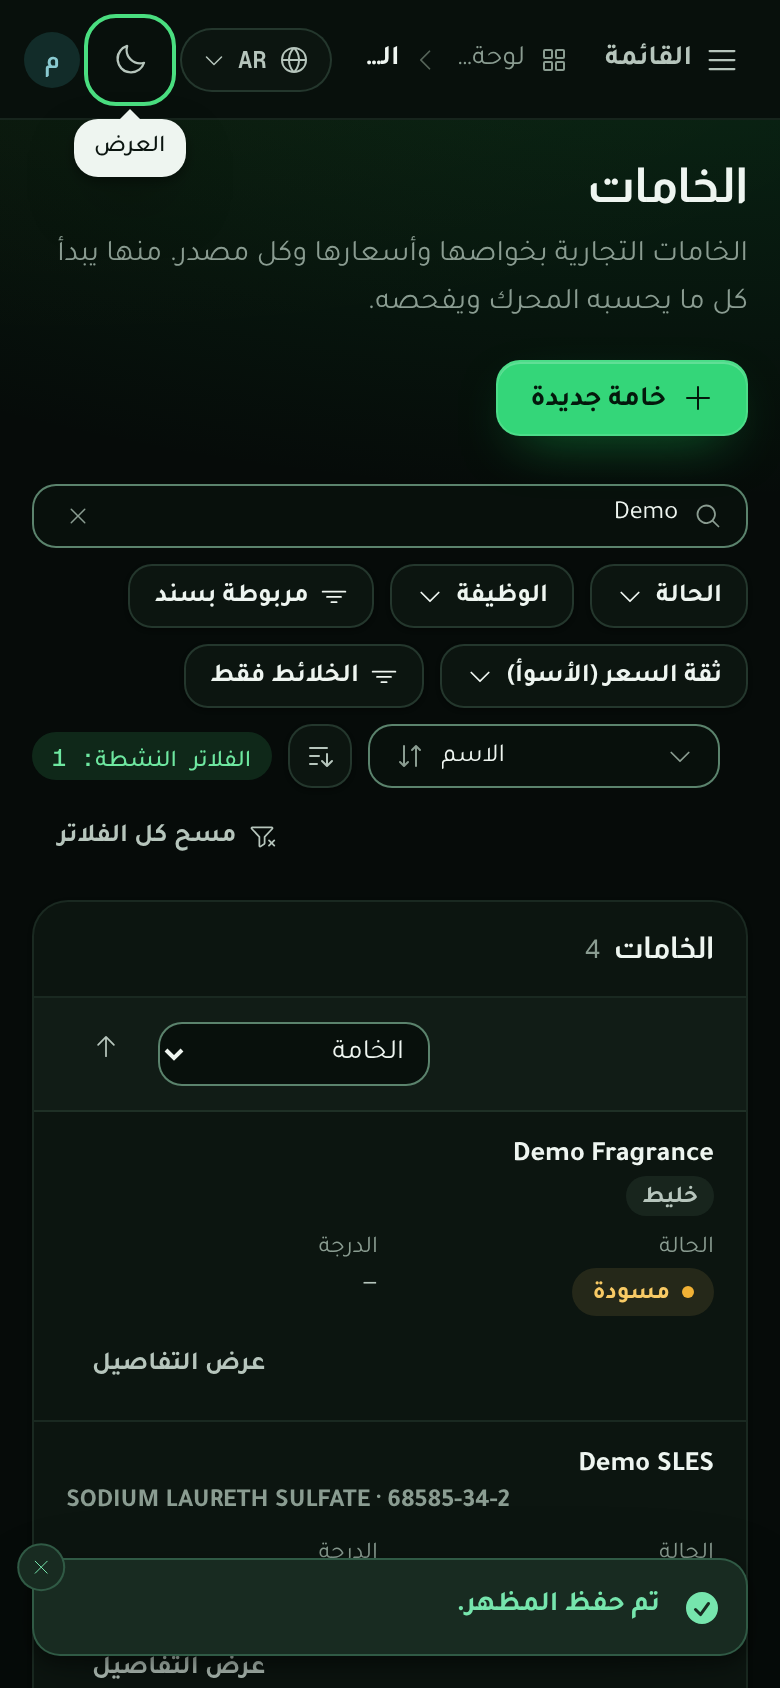 القائمة
لوحة...
الـ...
AR
م
العرض
الخامات
الخامات التجارية بخواصها وأسعارها وكل مصدر. منها يبدأ
كل ما يحسبه المحرك ويفحصه.
خامة جديدة
Demo
الحالة
الوظيفة
مربوطة بسند
ثقة السعر (الأسوأ)
الخلائط فقط
الاسم
الفلاتر النشطة: 1
مسح كل الفلاتر
الخامات 4
الخامة
Demo Fragrance
خليط
الحالة
الدرجة
مسودة
—
عرض التفاصيل
Demo SLES
SODIUM LAURETH SULFATE · 68585-34-2
الحالة
الدرجة
تم حفظ المظهر.
عرض التفاصيل